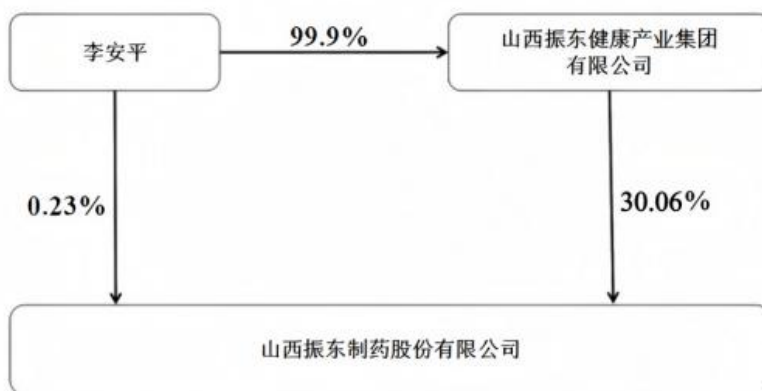 李安平
99.9%
山西振东健康产业集团
有限公司
0.23%
30.06%
山西振东制药股份有限公司